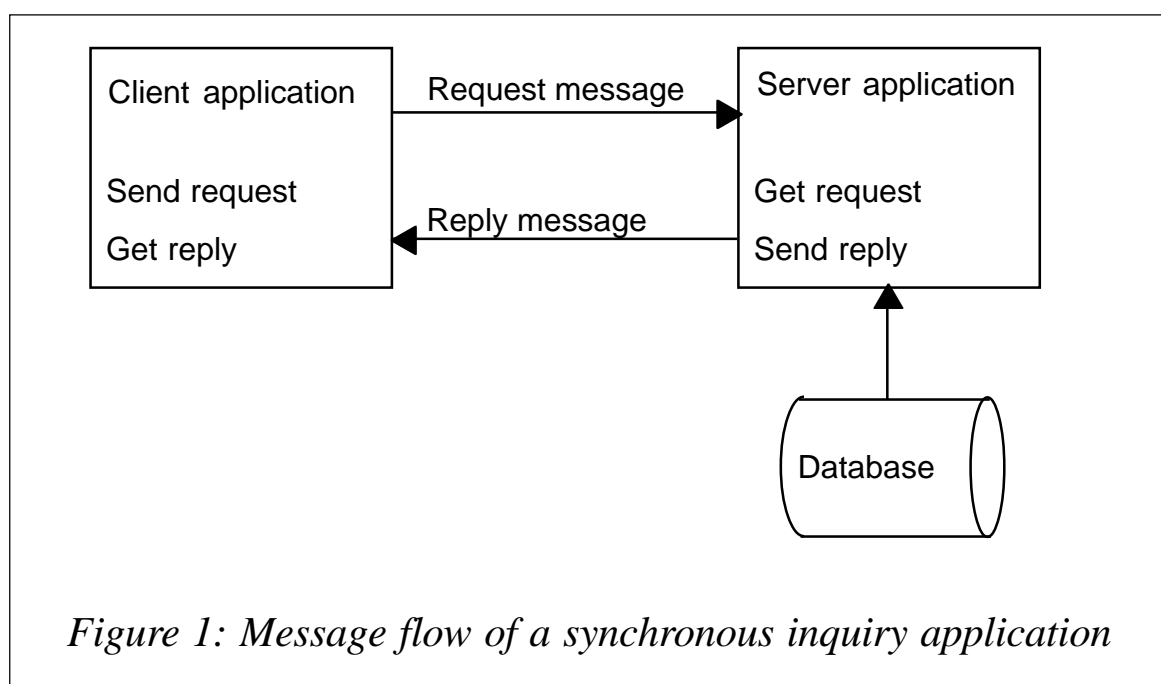 Client application
Send request
Get reply
Request message
Reply message
Server application
Get request
Send reply
Database
Figure 1: Message flow of a synchronous inquiry application